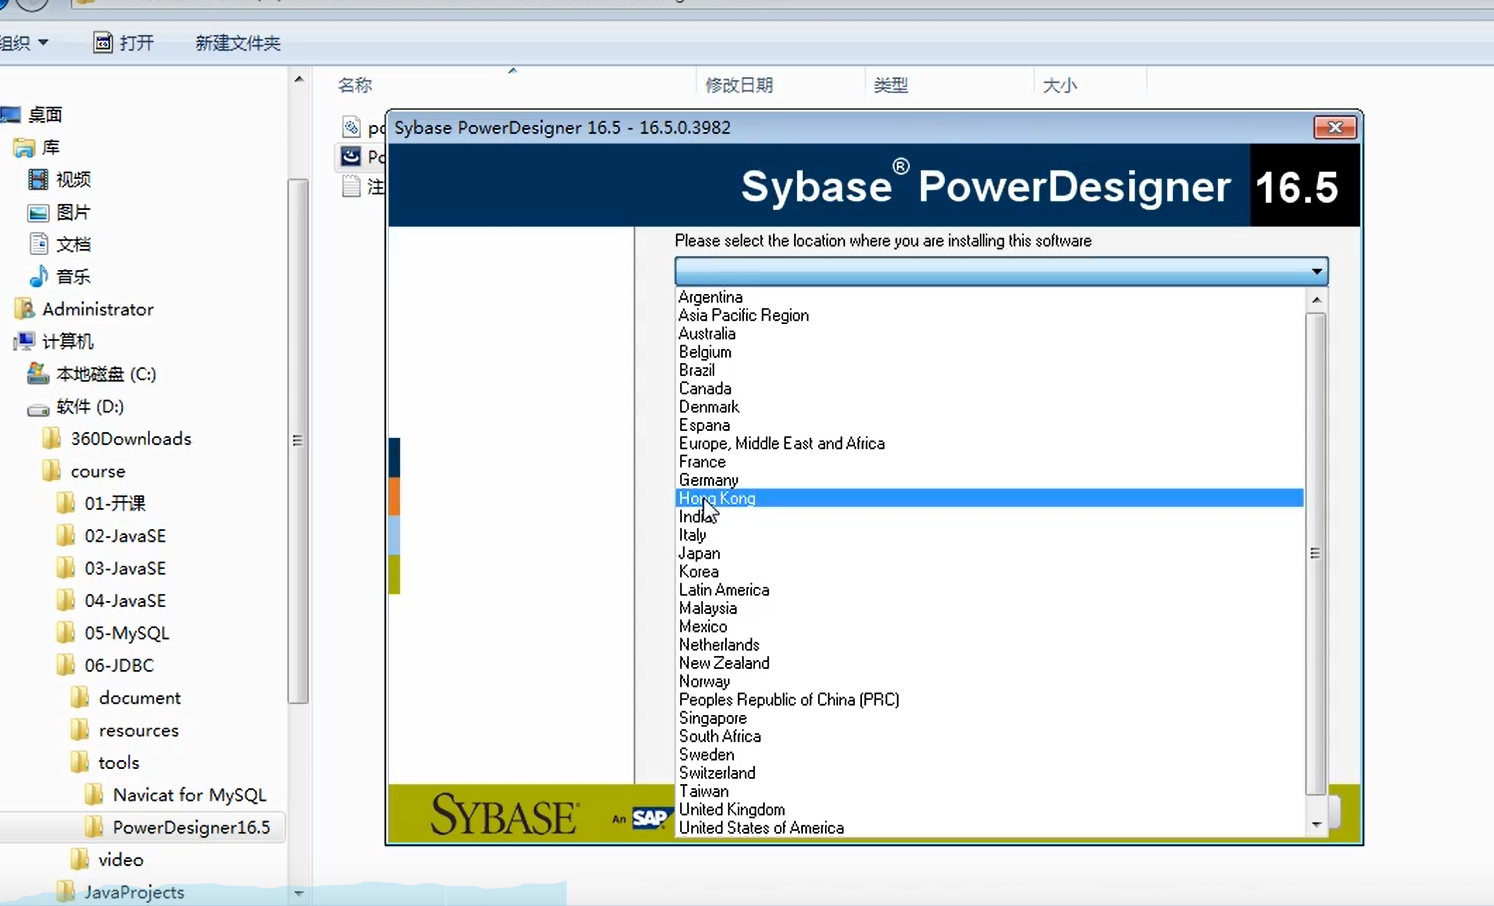 组织
打开
新建文件夹
名称
修改日期
类型
大小
桌面
库
视频
图片
文档
音乐
Administrator
计算机
本地磁盘 (C:)
软件 (D:)
360Downloads
course
01-开课
02-JavaSE
03-JavaSE
04-JavaSE
05-MySQL
06-JDBC
document
resources
tools
Navicat for MySQL
PowerDesigner16.5
video
JavaProjects
注
Sybase PowerDesigner 16.5 - 16.5.0.3982
Sybase® PowerDesigner 16.5
Please select the location where you are installing this software
Argentina
Asia Pacific Region
Australia
Belgium
Brazil
Canada
Denmark
Espana
Europe, Middle East and Africa
France
Germany
Hong Kong
India
Italy
Japan
Korea
Latin America
Malaysia
Mexico
Netherlands
New Zealand
Norway
Peoples Republic of China (PRC)
Singapore
South Africa
Sweden
Switzerland
Taiwan
United Kingdom
United States of America
SYBASE An SAP